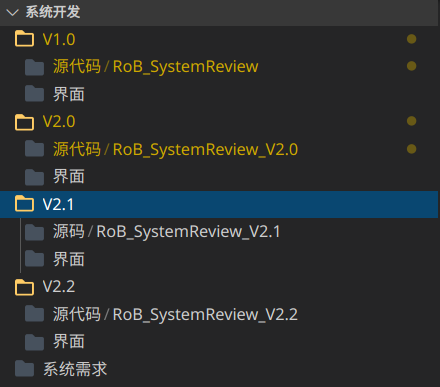 系统开发
V1.0
源代码/RoB_SystemReview
界面
V2.0
源代码/RoB_SystemReview_V2.0
界面
V2.1
源码/RoB_SystemReview_V2.1
界面
V2.2
源代码/RoB_SystemReview_V2.2
界面
系统需求